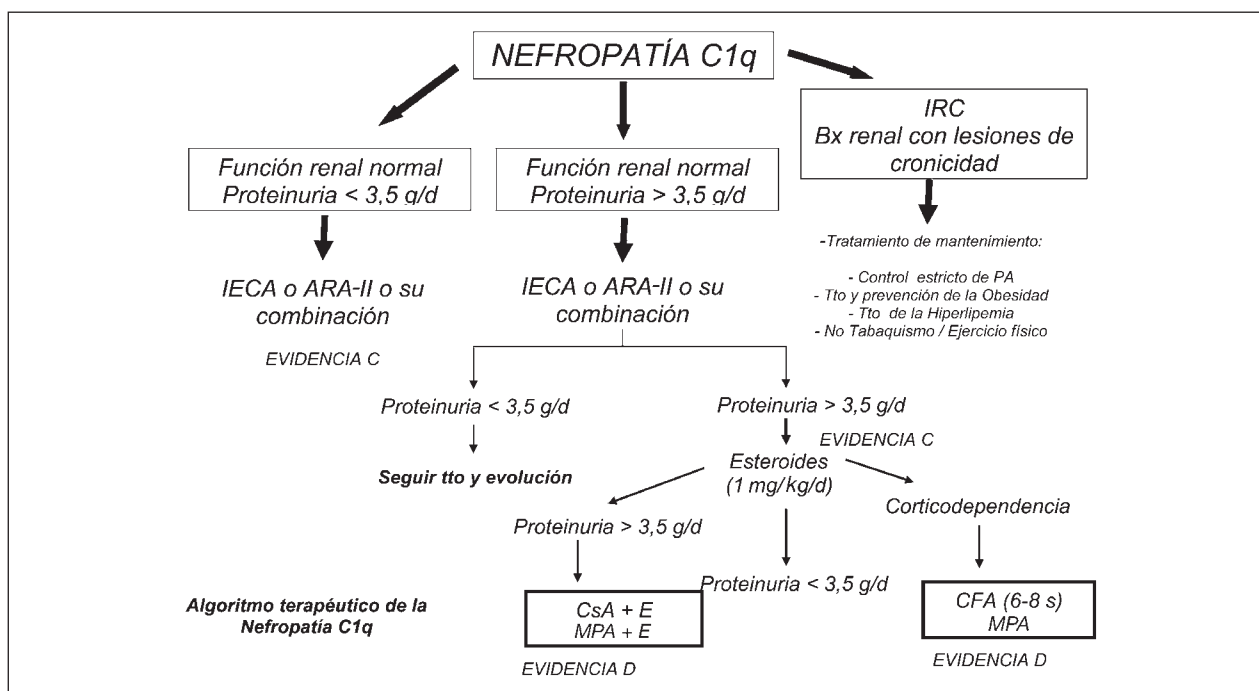 NEFROPATÍA C1q
Función renal normal
Proteinuria < 3,5 g/d
Función renal normal
Proteinuria > 3,5 g/d
IRC
Bx renal con lesiones de
cronicidad
IECA o ARA-II o su
combinación
EVIDENCIA C
IECA o ARA-II o su
combinación
-Tratamiento de mantenimiento:
- Control estricto de PA
- Tto y prevención de la Obesidad
- Tto de la Hiperlipemia
- No Tabaquismo / Ejercicio físico
Proteinuria < 3,5 g/d
Proteinuria > 3,5 g/d
EVIDENCIA C
Seguir tto y evolución
Esteroides
(1 mg/kg/d)
Proteinuria > 3,5 g/d
Corticodependencia
Proteinuria < 3,5 g/d
CsA + E
MPA + E
EVIDENCIA D
CFA (6-8 s)
MPA
EVIDENCIA D
Algoritmo terapéutico de la
Nefropatía C1q